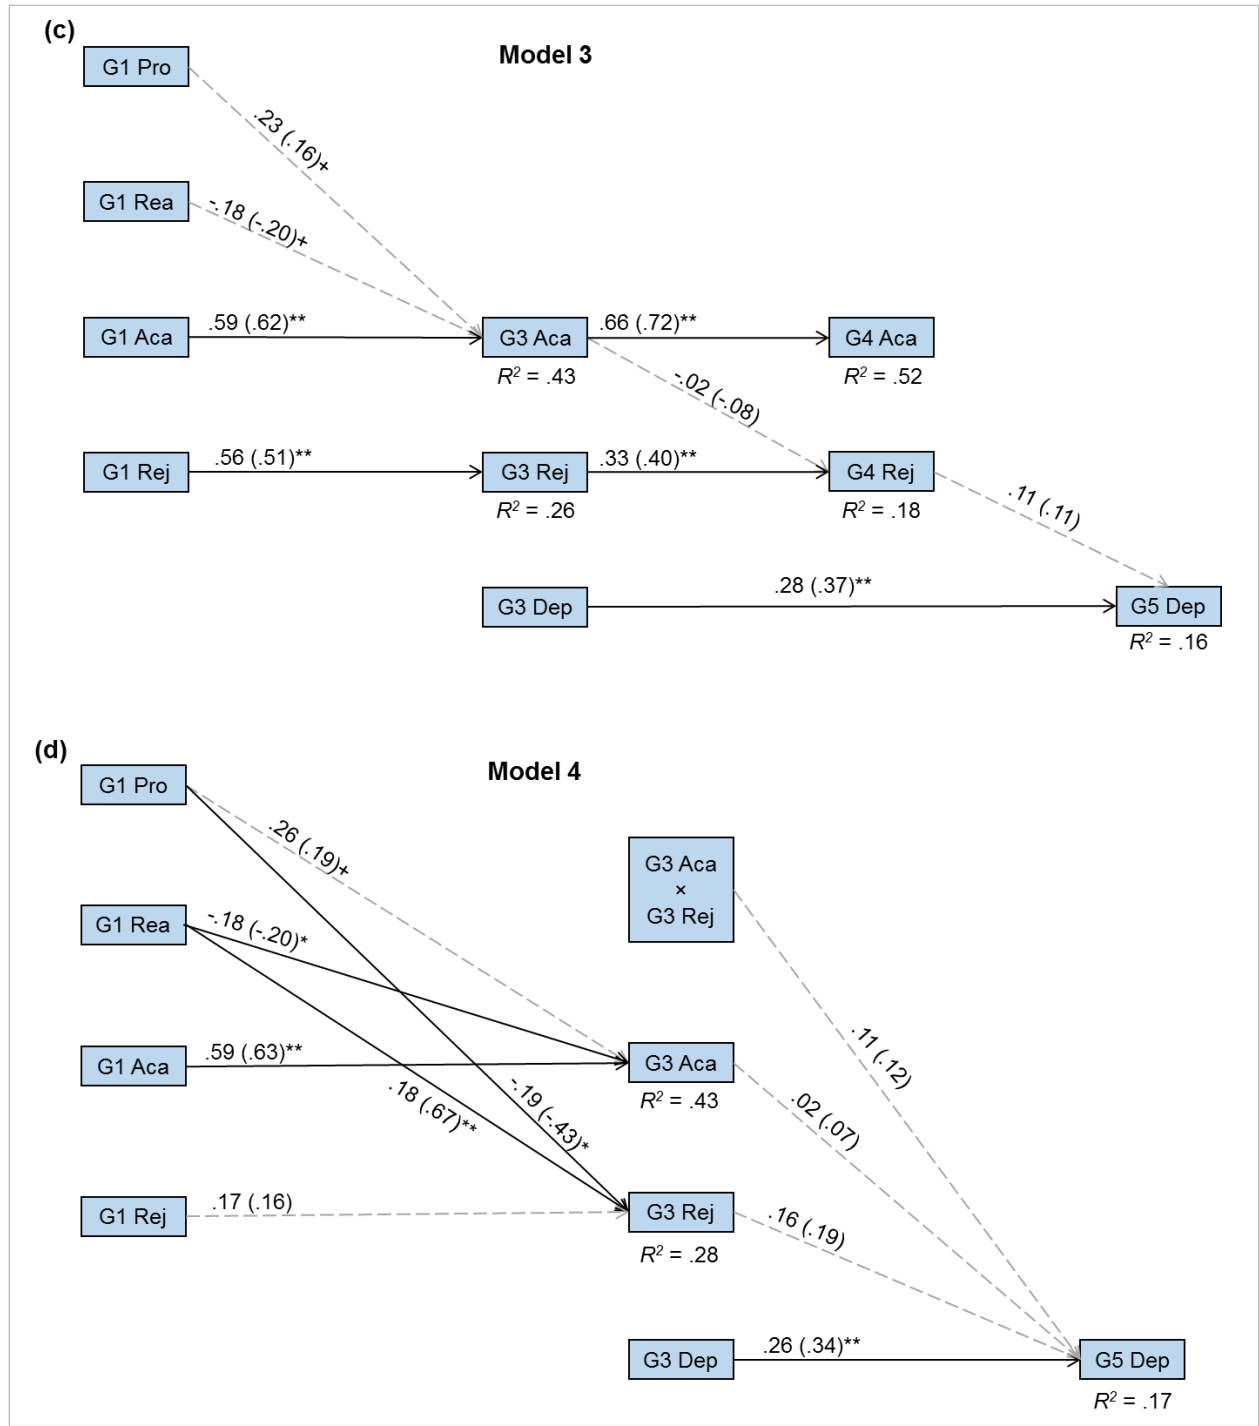 (c)
Model 3
G1 Pro
.23 (.16)+
G1 Rea
-.18 (-.20)+
G1 Aca
.59 (.62)**
G3 Aca
R² = .43
.66 (.72)**
G4 Aca
R² = .52
-.02 (-.08)
G1 Rej
.56 (.51)**
G3 Rej
R² = .26
.33 (.40)**
G4 Rej
R² = .18
.11 (.11)
G3 Dep
.28 (.37)**
G5 Dep
R² = .16
(d)
Model 4
G1 Pro
.26 (.19)+
G3 Aca
×
G3 Rej
G1 Rea
-.18 (-.20)*
.11 (.12)
G1 Aca
.59 (.63)**
G3 Aca
R² = .43
.18 (.67)**
-.19 (-.43)*
.02 (.07)
G1 Rej
.17 (.16)
G3 Rej
R² = .28
.16 (.19)
G3 Dep
.26 (.34)**
G5 Dep
R² = .17